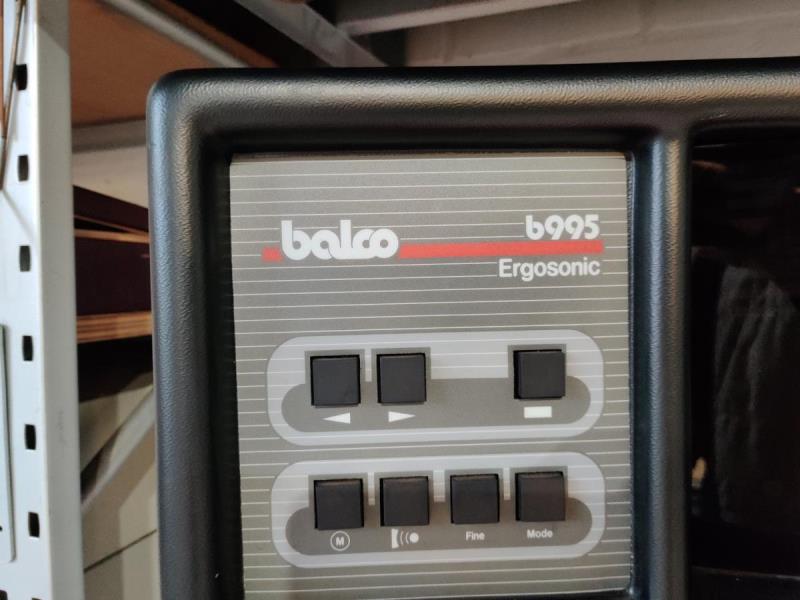 balco
b995
Ergosonic
M
Fine
Mode